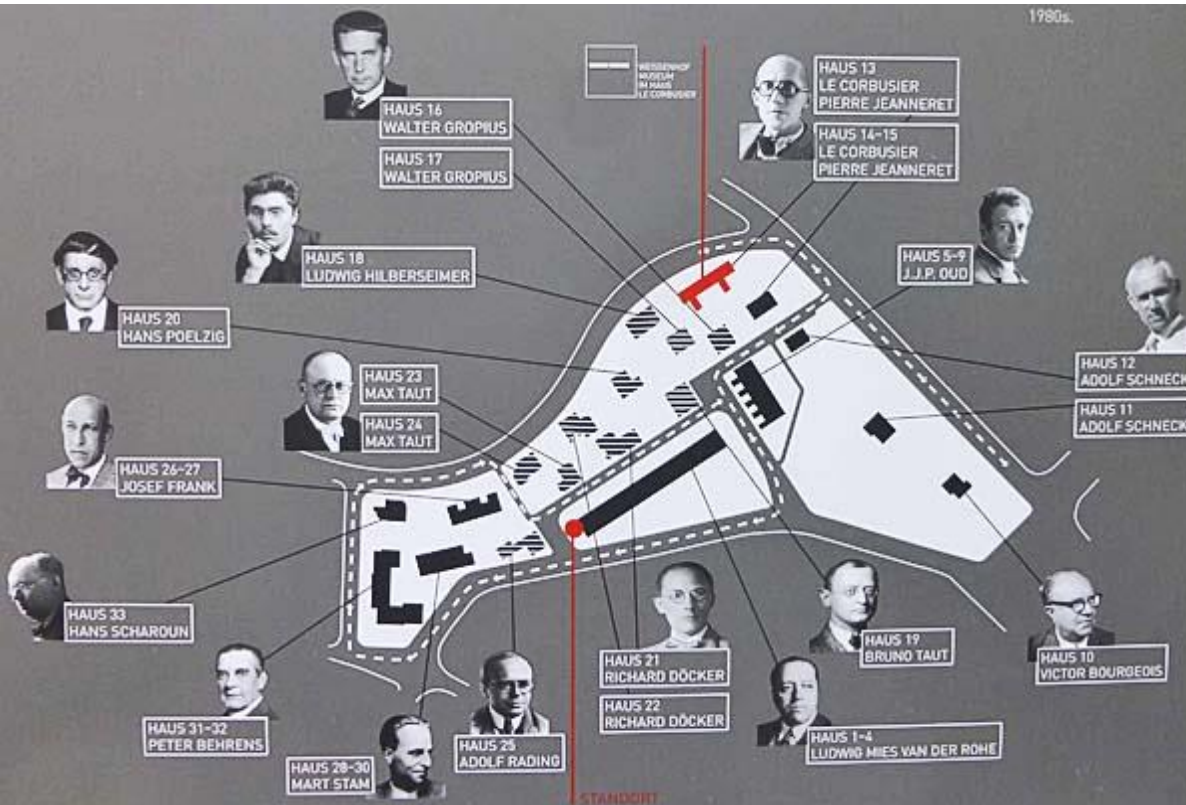 1980s.
WEISSENHOF
MUSEUM
IM HAUS
LE CORBUSIER
HAUS 13
LE CORBUSIER
PIERRE JEANNERET
HAUS 14–15
LE CORBUSIER
PIERRE JEANNERET
HAUS 16
WALTER GROPIUS
HAUS 17
WALTER GROPIUS
HAUS 18
LUDWIG HILBERSEIMER
HAUS 5–9
J.J.P. OUD
HAUS 20
HANS POELZIG
HAUS 12
ADOLF SCHNECK
HAUS 11
ADOLF SCHNECK
HAUS 23
MAX TAUT
HAUS 24
MAX TAUT
HAUS 26–27
JOSEF FRANK
HAUS 33
HANS SCHAROUN
HAUS 19
BRUNO TAUT
HAUS 21
RICHARD DÖCKER
HAUS 22
RICHARD DÖCKER
HAUS 10
VICTOR BOURGEOIS
HAUS 31–32
PETER BEHRENS
HAUS 25
ADOLF RADING
HAUS 1–4
LUDWIG MIES VAN DER ROHE
HAUS 28–30
MART STAM
STANDORT